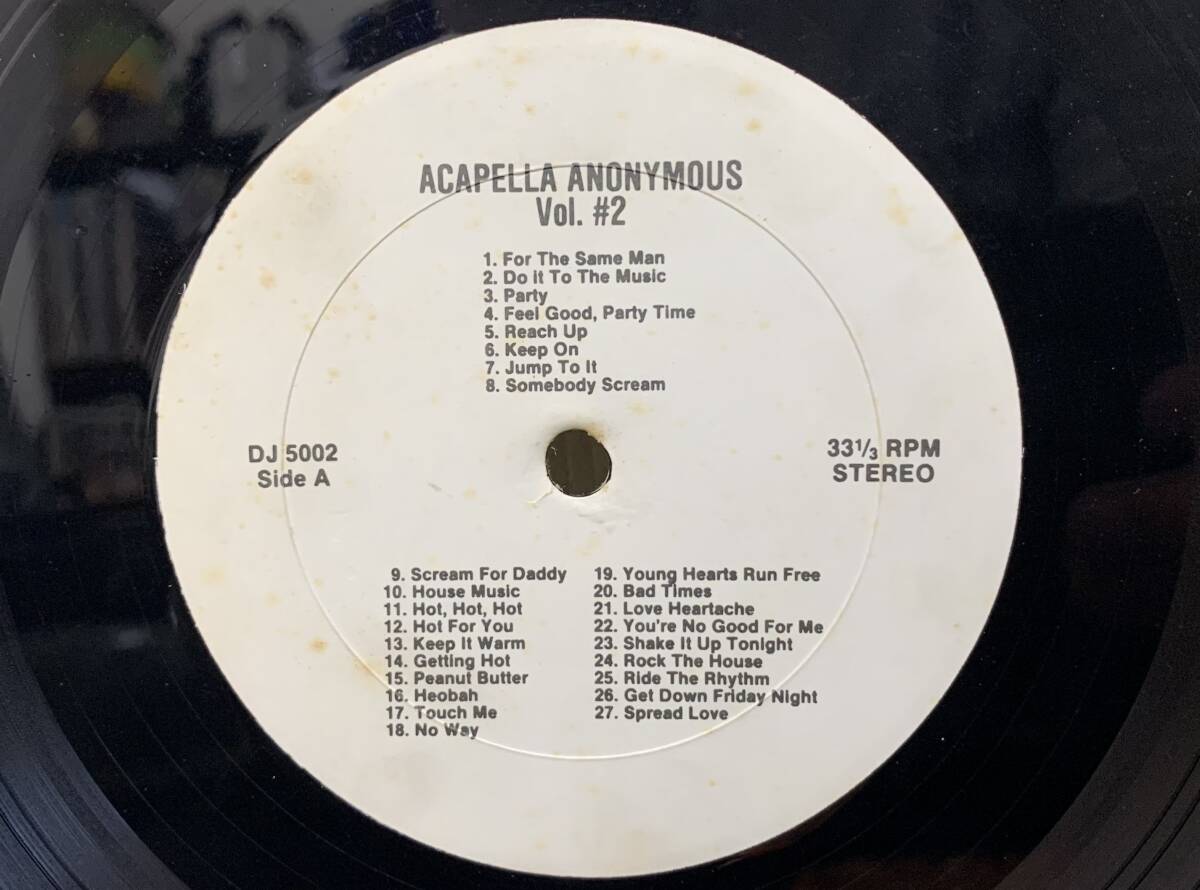 ACAPELLA ANONYMOUS
Vol. #2
1. For The Same Man
2. Do it To The Music
3. Party
4. Feel Good, Party Time
5. Reach Up
6. Keep On
7. Jump To It
8. Somebody Scream
DJ 5002
Side A
33 1/3 RPM
STEREO
9. Scream For Daddy
10. House Music
11. Hot, Hot, Hot
12. Hot For You
13. Keep It Warm
14. Getting Hot
15. Peanut Butter
16. Heobah
17. Touch Me
18. No Way
19. Young Hearts Run Free
20. Bad Times
21. Love Heartache
22. You're No Good For Me
23. Shake It Up Tonight
24. Rock The House
25. Ride The Rhythm
26. Get Down Friday Night
27. Spread Love